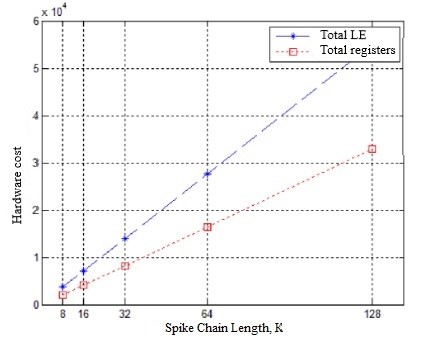 x 10^4
6
Total LE
Total registers
5
4
3
2
1
0
Hardware cost
8 16 32 64 128
Spike Chain Length, K